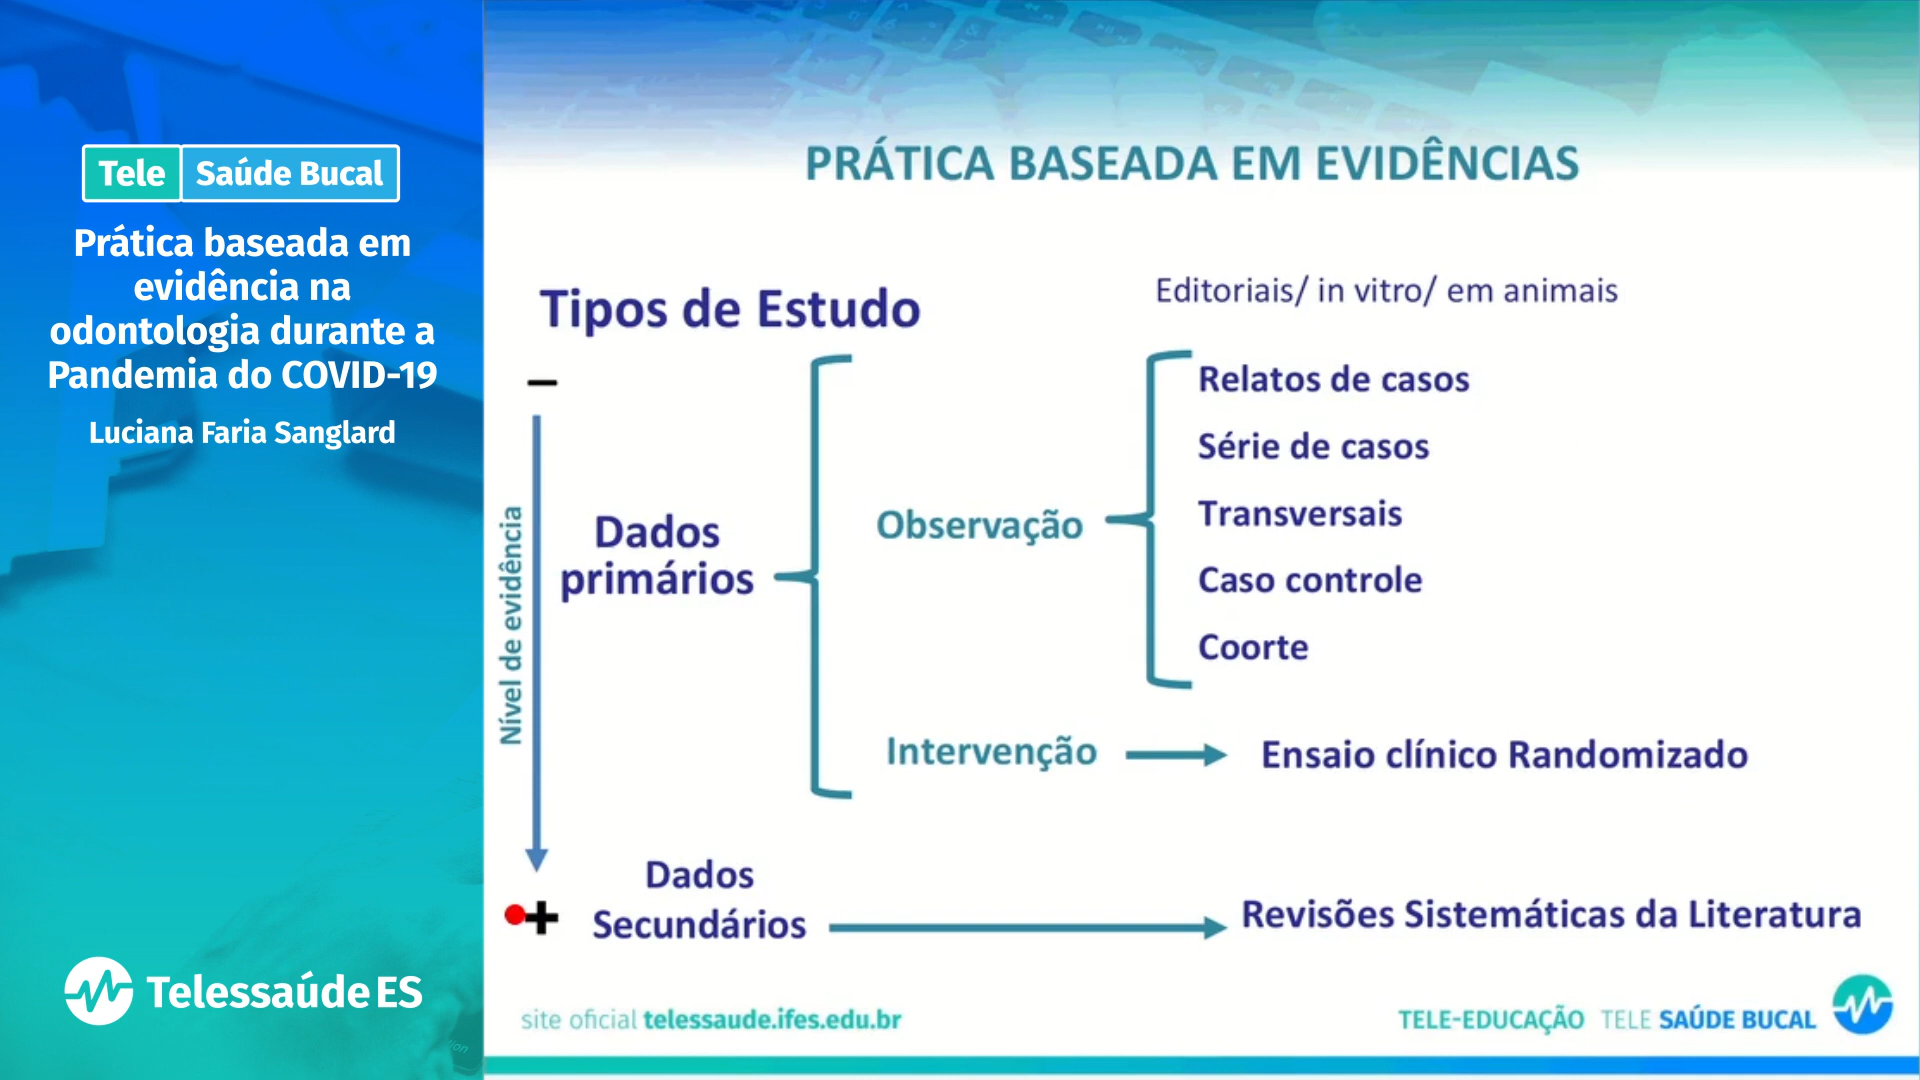 Tele Saúde Bucal
Prática baseada em
evidência na
odontologia durante a
Pandemia do COVID-19
Luciana Faria Sanglard
TelessaúdeES
PRÁTICA BASEADA EM EVIDÊNCIAS
Tipos de Estudo
Editoriais/ in vitro/ em animais
−
Nível de evidência
+
Dados
primários
Observação
Relatos de casos
Série de casos
Transversais
Caso controle
Coorte
Intervenção
Ensaio clínico Randomizado
Dados
Secundários
Revisões Sistemáticas da Literatura
site oficial telessaude.ifes.edu.br
TELE-EDUCAÇÃO TELE SAÚDE BUCAL